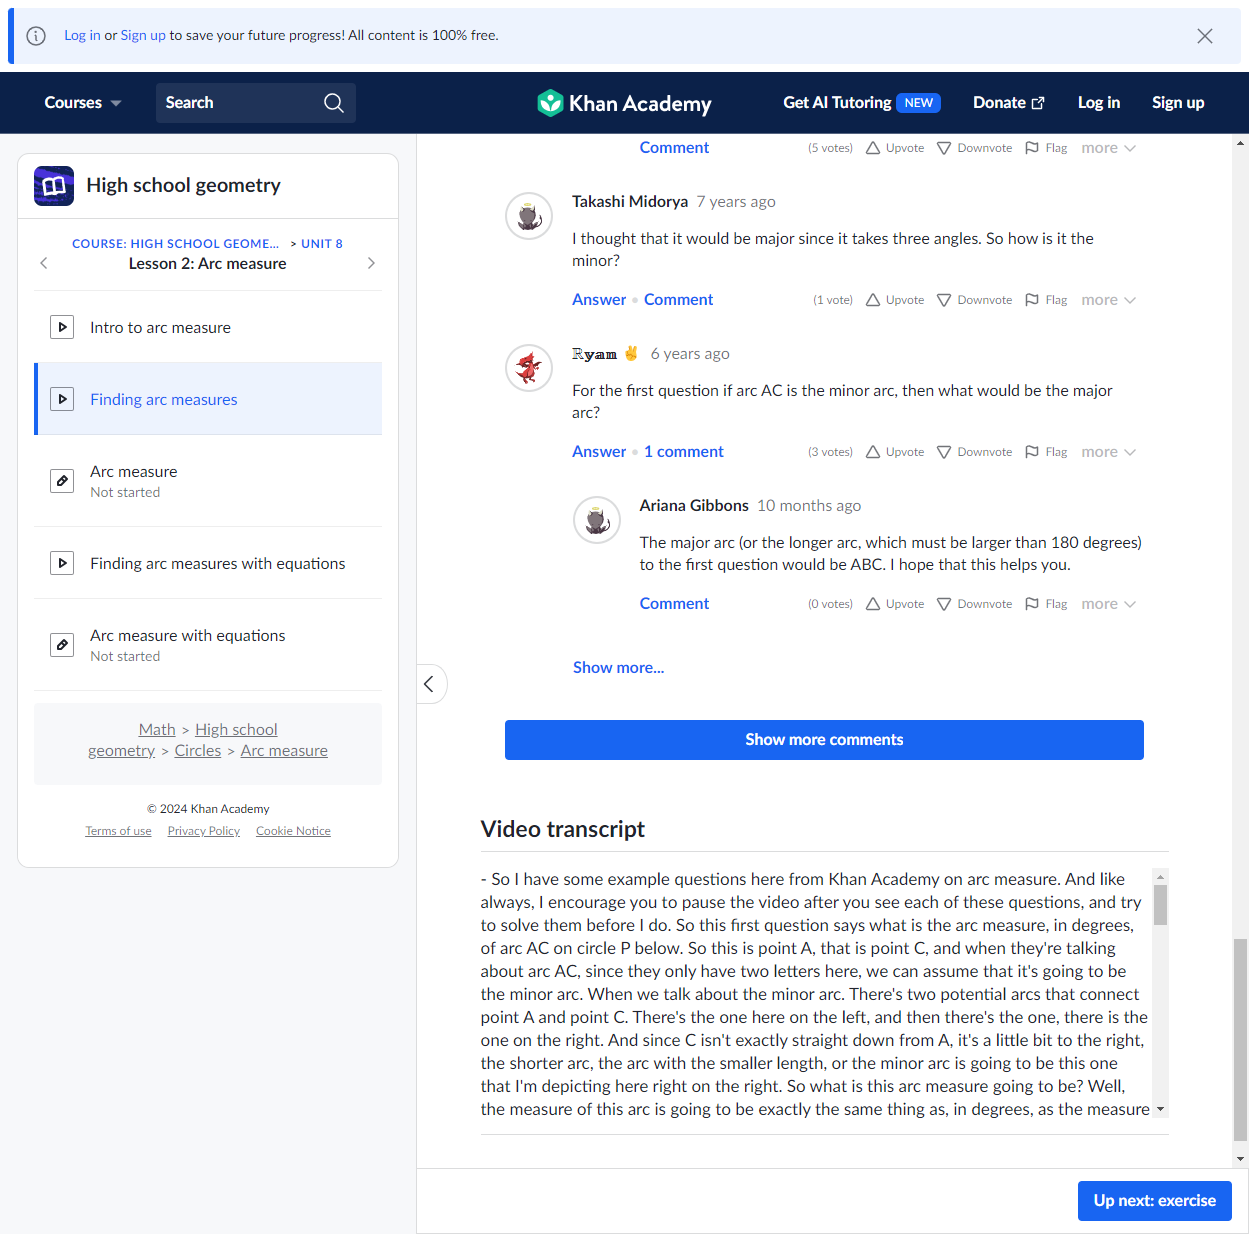 Log in or Sign up to save your future progress! All content is 100% free.
Courses
Search
Khan Academy
Get AI Tutoring NEW
Donate
Log in
Sign up
High school geometry
COURSE: HIGH SCHOOL GEOME... > UNIT 8
Lesson 2: Arc measure
Intro to arc measure
Finding arc measures
Arc measure
Not started
Finding arc measures with equations
Arc measure with equations
Not started
Math > High school
geometry > Circles > Arc measure
© 2024 Khan Academy
Terms of use Privacy Policy Cookie Notice
Comment (5 votes) Upvote Downvote Flag more
Takashi Midorya 7 years ago
I thought that it would be major since it takes three angles. So how is it the
minor?
Answer • Comment (1 vote) Upvote Downvote Flag more
ℝ𝕪𝕒𝕞 ✌ 6 years ago
For the first question if arc AC is the minor arc, then what would be the major
arc?
Answer • 1 comment (3 votes) Upvote Downvote Flag more
Ariana Gibbons 10 months ago
The major arc (or the longer arc, which must be larger than 180 degrees)
to the first question would be ABC. I hope that this helps you.
Comment (0 votes) Upvote Downvote Flag more
Show more...
Show more comments
Video transcript
- So I have some example questions here from Khan Academy on arc measure. And like
always, I encourage you to pause the video after you see each of these questions, and try
to solve them before I do. So this first question says what is the arc measure, in degrees,
of arc AC on circle P below. So this is point A, that is point C, and when they're talking
about arc AC, since they only have two letters here, we can assume that it's going to be
the minor arc. When we talk about the minor arc. There's two potential arcs that connect
point A and point C. There's the one here on the left, and then there's the one, there is the
one on the right. And since C isn't exactly straight down from A, it's a little bit to the right,
the shorter arc, the arc with the smaller length, or the minor arc is going to be this one
that I'm depicting here right on the right. So what is this arc measure going to be? Well,
the measure of this arc is going to be exactly the same thing as, in degrees, as the measure
Up next: exercise